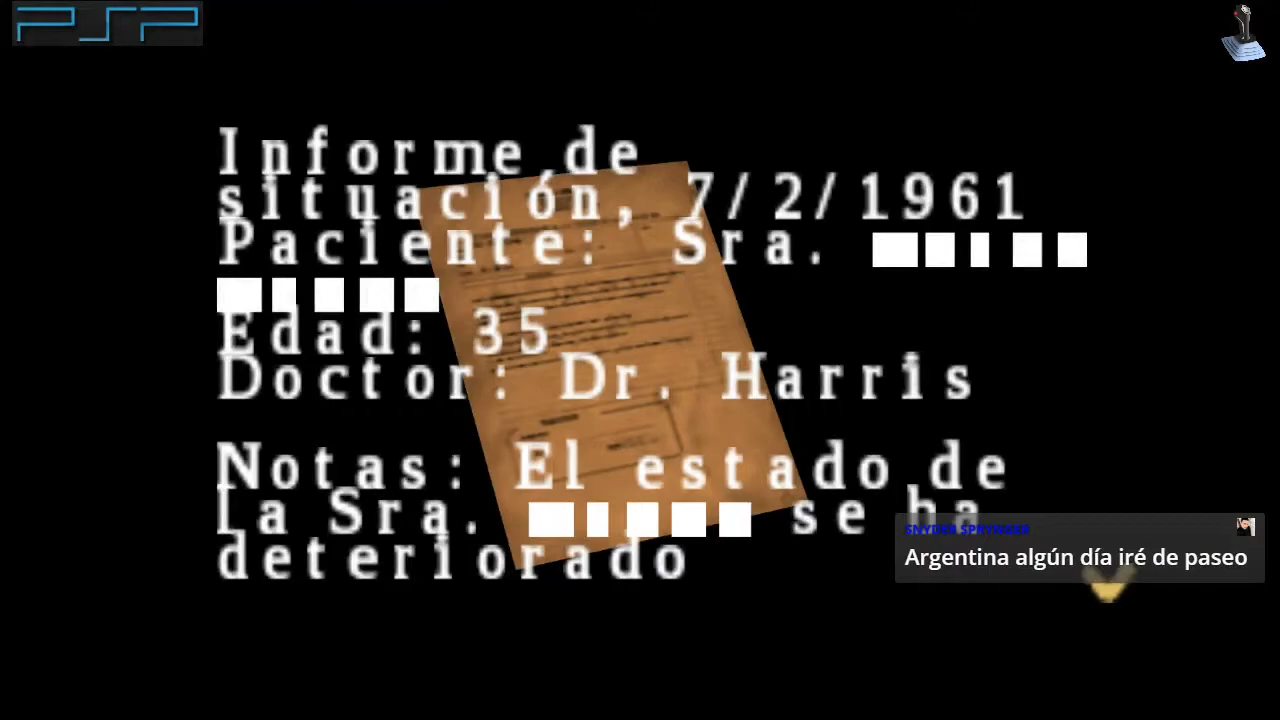 PSP
Informe de
situación, 7/2/1961
Paciente: Sra. ■■■■■
■■■■■
Edad: 35
Doctor: Dr. Harris
Notas: El estado de
la Sra. ■■■■■ se ha
deteriorado
Argentina algún día iré de paseo